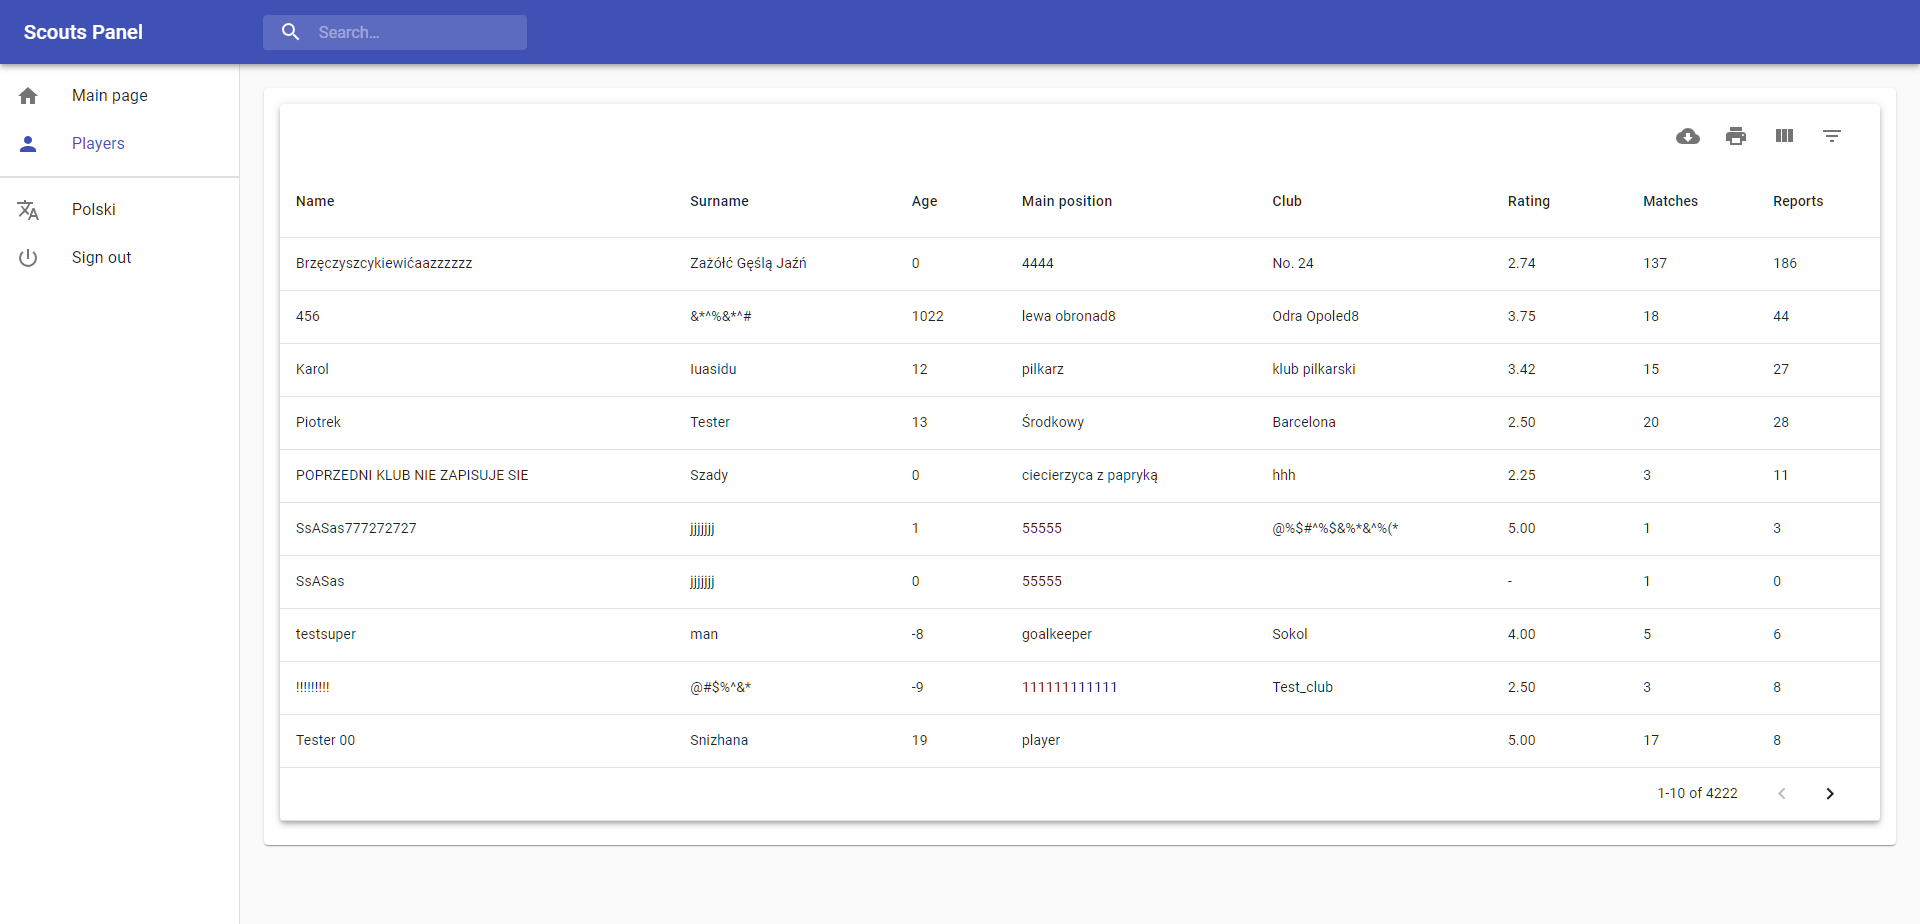 Scouts Panel
Search...
Main page
Players
Polski
Sign out
Name Surname Age Main position Club Rating Matches Reports
Brzęczyszcykiewićaazzzzzz Zażółć Gęślą Jaźń 0 4444 No. 24 2.74 137 186
456 &*^%&*^# 1022 lewa obronad8 Odra Opoled8 3.75 18 44
Karol Iuasidu 12 pilkarz klub pilkarski 3.42 15 27
Piotrek Tester 13 Środkowy Barcelona 2.50 20 28
POPRZEDNI KLUB NIE ZAPISUJE SIE Szady 0 ciecierzyca z papryką hhh 2.25 3 11
SsASas777272727 jjjjjjj 1 55555 @%$#^%$&%*&^%(* 5.00 1 3
SsASas jjjjjjj 0 55555 - 1 0
testsuper man -8 goalkeeper Sokol 4.00 5 6
!!!!!!!!! @#$%^&* -9 111111111111 Test_club 2.50 3 8
Tester 00 Snizhana 19 player 5.00 17 8
1-10 of 4222